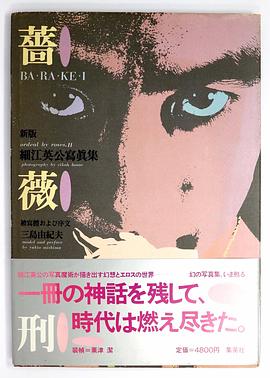 薔
BA・RA・KE・I
新版
ordeal by roses, II
細江英公寫眞集
photography by eikoh hosoe
薇
被寫體および序文
三島由紀夫
model and preface
by yukio mishima
細江英公の写真魔術が描き出す幻想とエロスの世界
幻の写真集、いま甦る。
一冊の神話を残して、
時代は燃え尽きた。
刑
装幀=粟津 潔
定価=4800円 集英社